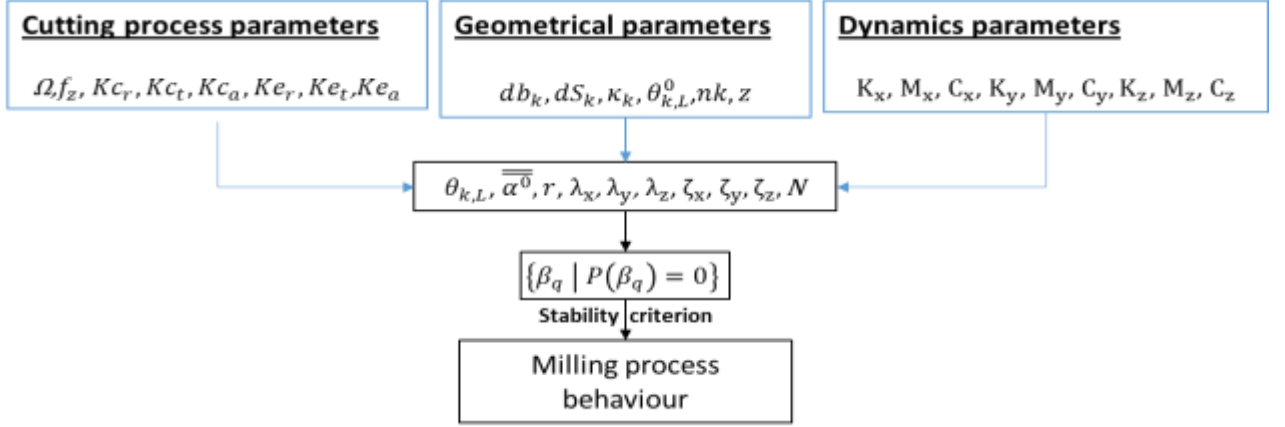 Cutting process parameters
Ω,f_z, Kc_r, Kc_t, Kc_a, Ke_r, Ke_t,Ke_a
Geometrical parameters
db_k, dS_k, κ_k, θ^0_{k,L},nk, z
Dynamics parameters
K_x, M_x, C_x, K_y, M_y, C_y, K_z, M_z, C_z
θ_{k,L}, \overline{\overline{α^0}}, r, λ_x, λ_y, λ_z, ζ_x, ζ_y, ζ_z, N
{β_q | P(β_q) = 0}
Stability criterion
Milling process
behaviour